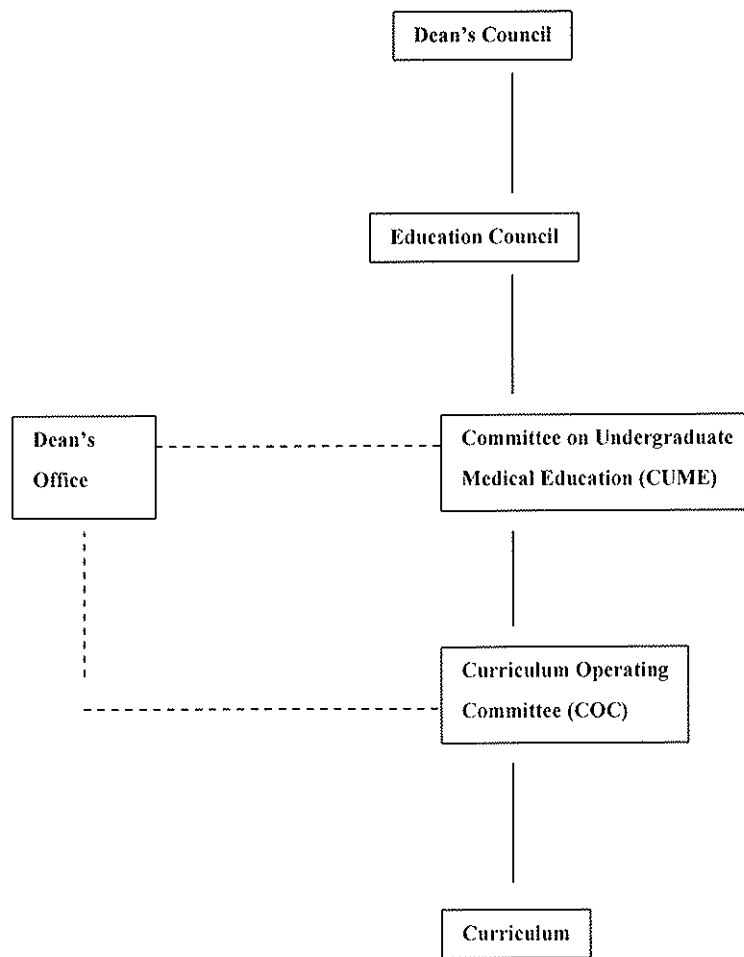 Dean's Council
Education Council
Dean's
Office
Committee on Undergraduate
Medical Education (CUME)
Curriculum Operating
Committee (COC)
Curriculum